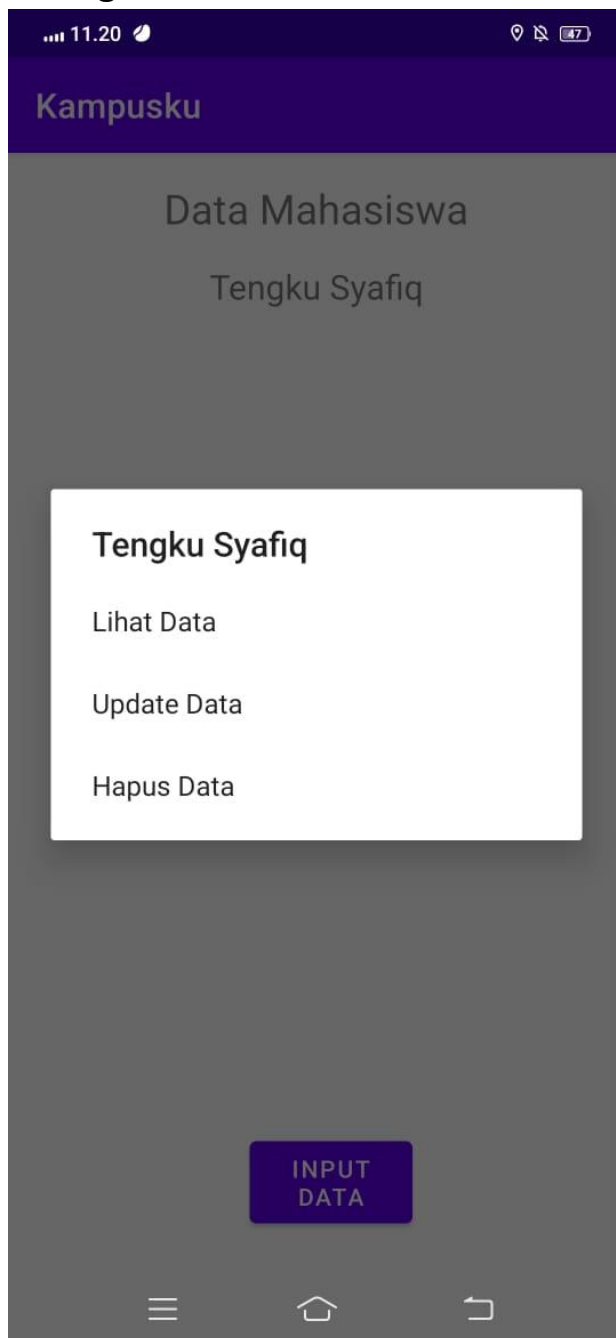 11.20
47
Kampusku
Data Mahasiswa
Tengku Syafiq
Tengku Syafiq
Lihat Data
Update Data
Hapus Data
INPUT
DATA